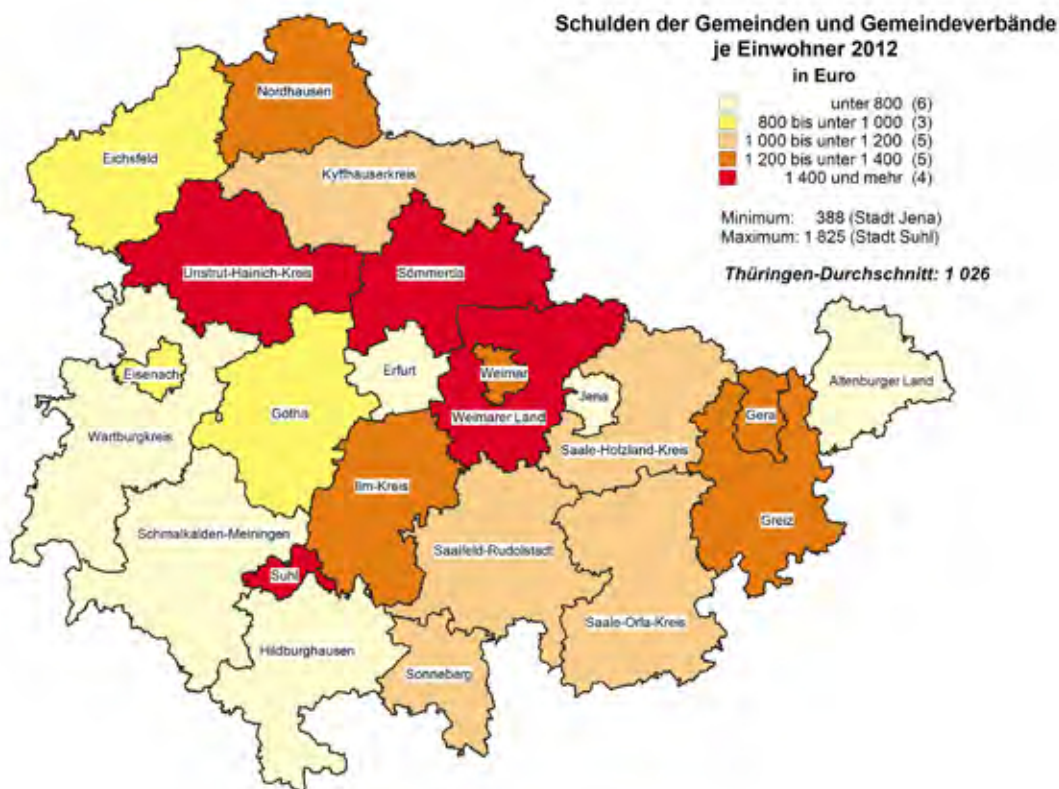 Schulden der Gemeinden und Gemeindeverbände
je Einwohner 2012
in Euro
unter 800 (6)
800 bis unter 1 000 (3)
1 000 bis unter 1 200 (5)
1 200 bis unter 1 400 (5)
1 400 und mehr (4)
Minimum: 388 (Stadt Jena)
Maximum: 1 825 (Stadt Suhl)
Thüringen-Durchschnitt: 1 026
Nordhausen
Eichsfeld
Kyffhäuserkreis
Unstrut-Hainich-Kreis
Sömmerda
Eisenach
Erfurt
Weimar
Jena
Altenburger Land
Gotha
Weimarer Land
Gera
Wartburgkreis
Saale-Holzland-Kreis
Ilm-Kreis
Greiz
Schmalkalden-Meiningen
Saalfeld-Rudolstadt
Suhl
Saale-Orla-Kreis
Hildburghausen
Sonneberg